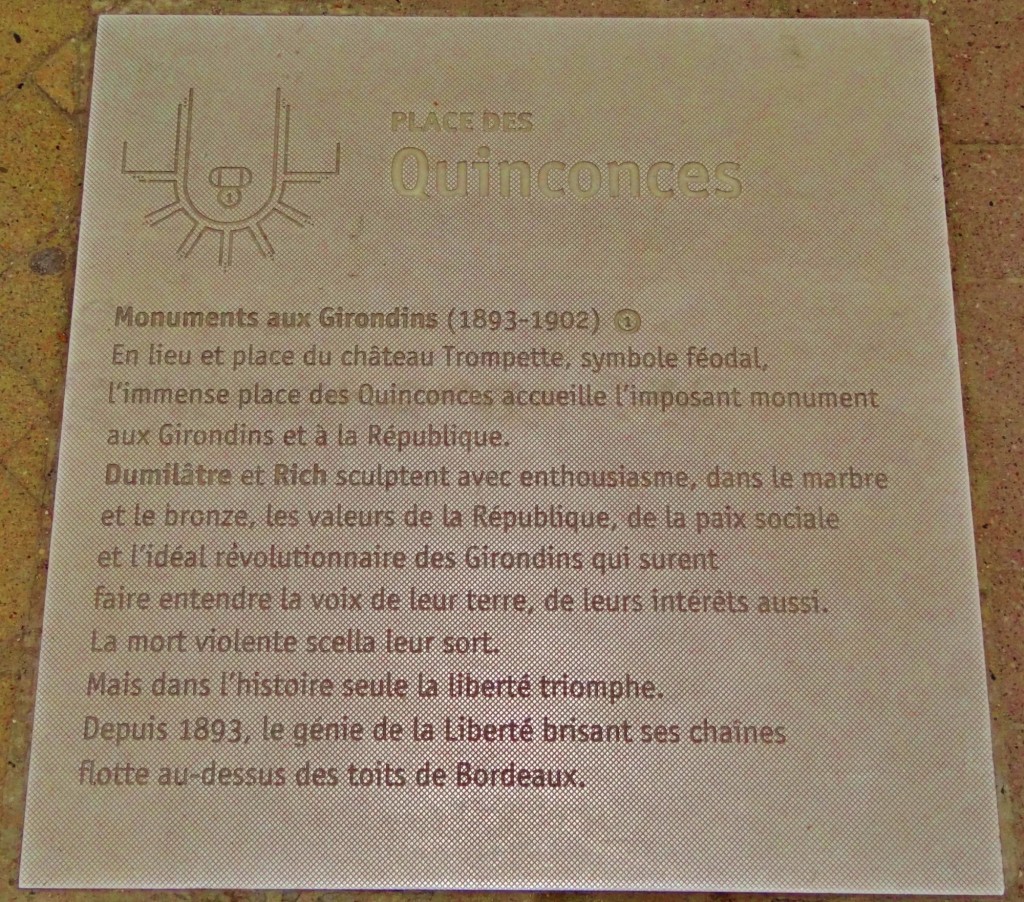 PLACE DES
Quinconces
1
Monuments aux Girondins (1893-1902) 1
En lieu et place du château Trompette, symbole féodal,
l'immense place des Quinconces accueille l'imposant monument
aux Girondins et à la République.
Dumilâtre et Rich sculptent avec enthousiasme, dans le marbre
et le bronze, les valeurs de la République, de la paix sociale
et l'idéal révolutionnaire des Girondins qui surent
faire entendre la voix de leur terre, de leurs intérêts aussi.
La mort violente scella leur sort.
Mais dans l'histoire seule la liberté triomphe.
Depuis 1893, le génie de la Liberté brisant ses chaînes
flotte au-dessus des toits de Bordeaux.